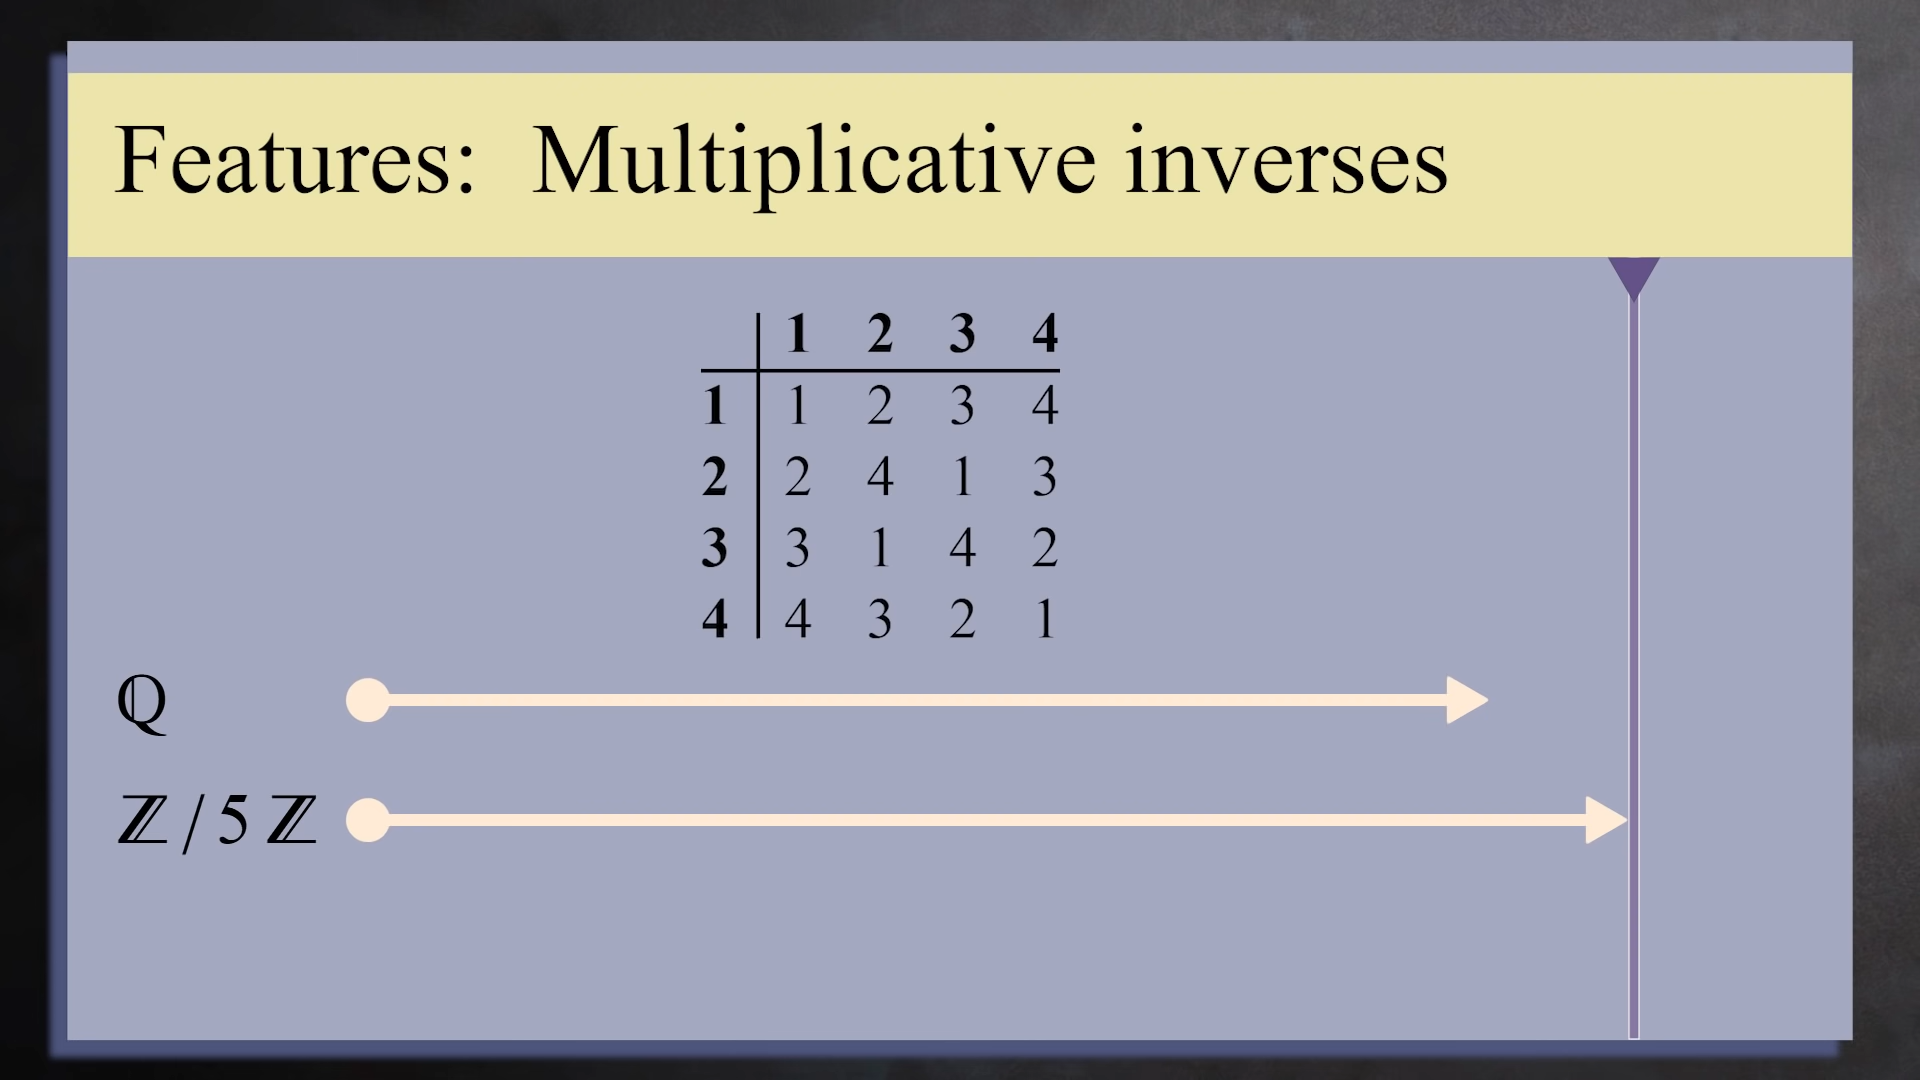 Features: Multiplicative inverses
1 2 3 4
1 1 2 3 4
2 2 4 1 3
3 3 1 4 2
4 4 3 2 1
ℚ
ℤ / 5 ℤ